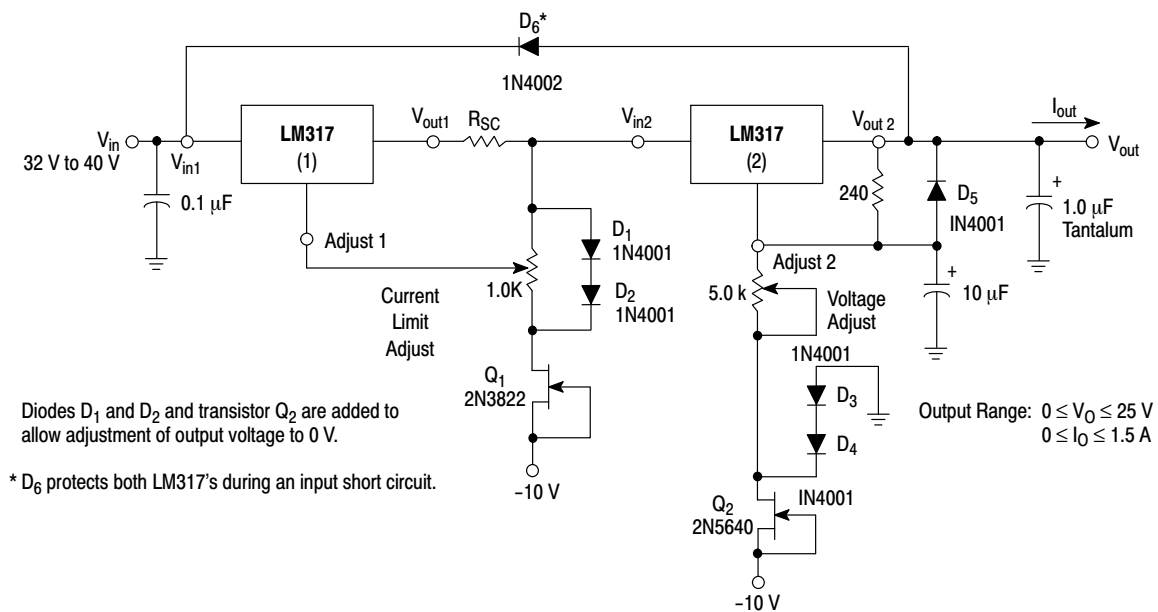 D6*
1N4002
Vin
32 V to 40 V
Vin1
0.1 μF
LM317
(1)
Vout1
RSC
Vin2
LM317
(2)
Vout 2
Iout
Vout
240
D5
IN4001
+
1.0 μF
Tantalum
Adjust 1
Current
Limit
Adjust
1.0K
D1
1N4001
D2
1N4001
Adjust 2
5.0 k
Voltage
Adjust
+
10 μF
1N4001
D3
D4
IN4001
Q1
2N3822
–10 V
Q2
2N5640
–10 V
Diodes D1 and D2 and transistor Q2 are added to
allow adjustment of output voltage to 0 V.
* D6 protects both LM317's during an input short circuit.
Output Range: 0 ≤ VO ≤ 25 V
0 ≤ IO ≤ 1.5 A